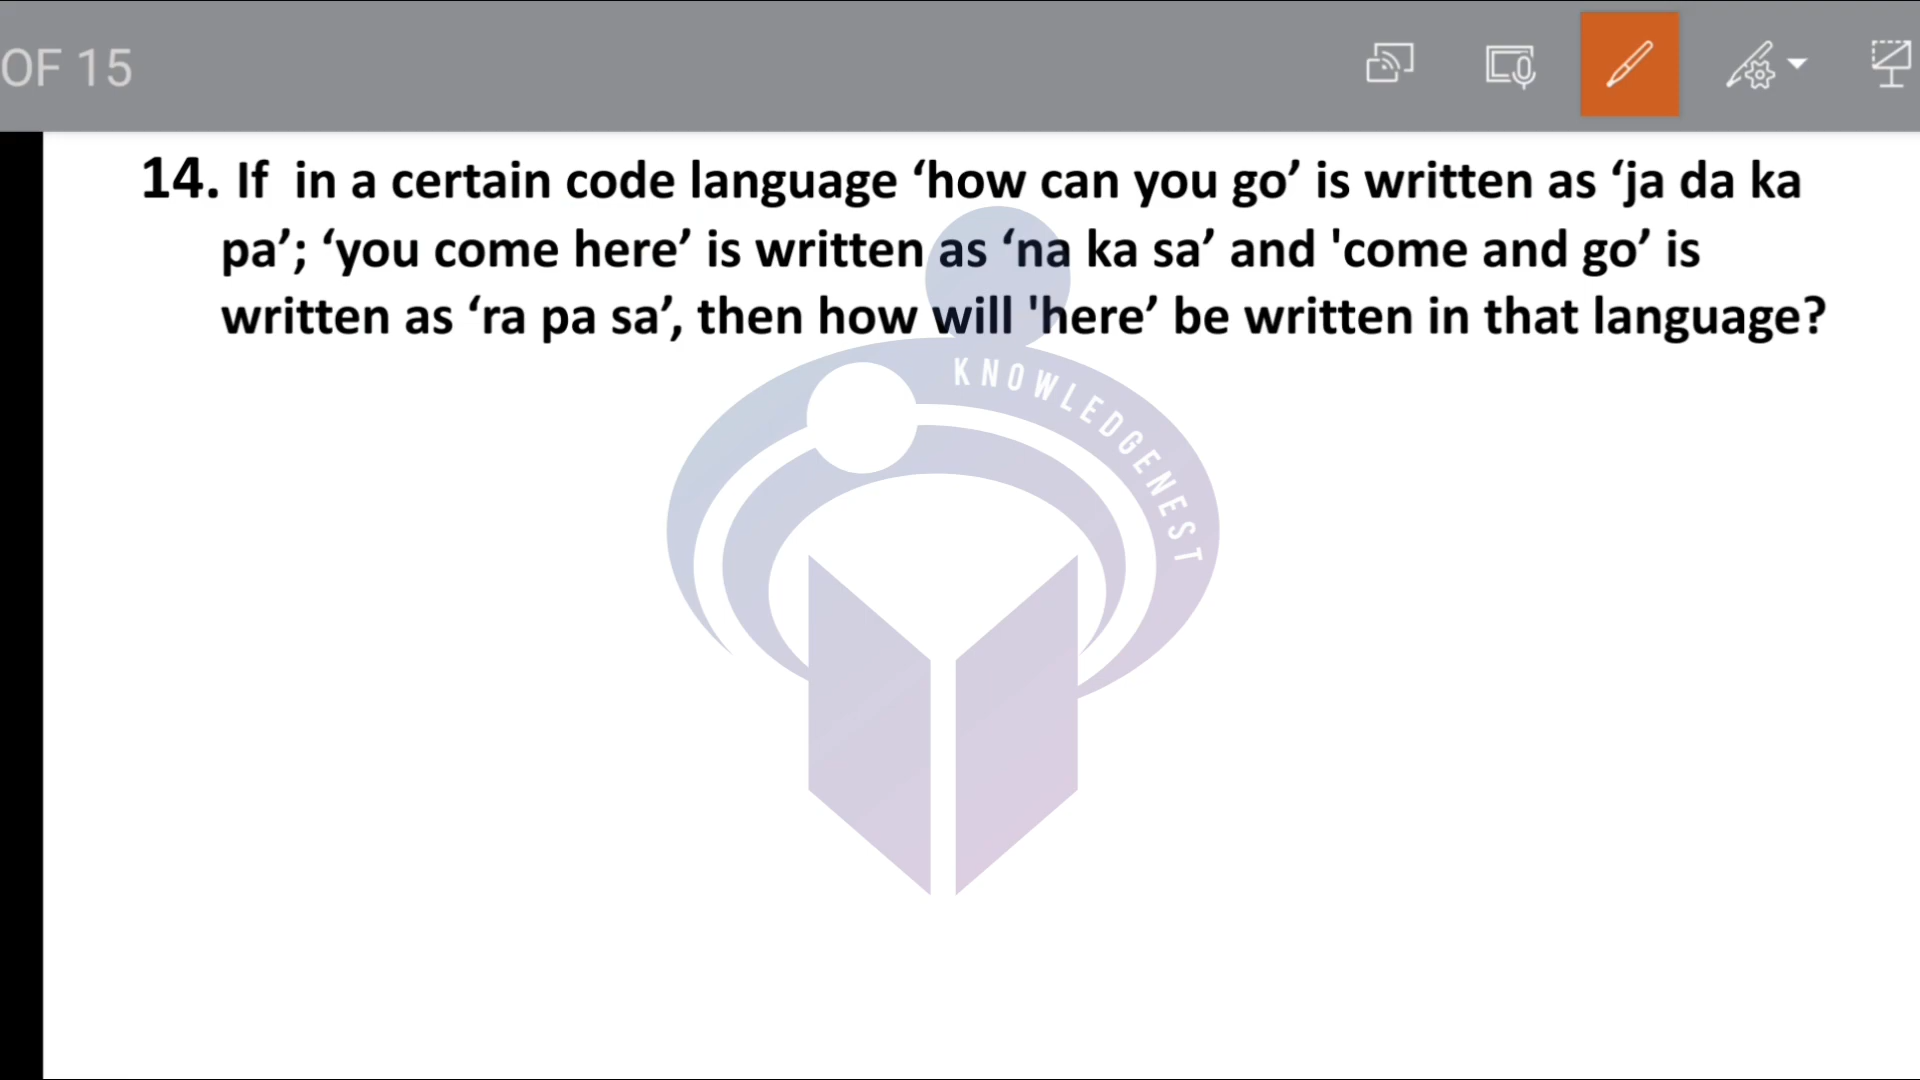 OF 15
14. If in a certain code language ‘how can you go’ is written as ‘ja da ka
pa’; ‘you come here’ is written as ‘na ka sa’ and 'come and go’ is
written as ‘ra pa sa’, then how will 'here’ be written in that language?
KNOWLEDGENEST